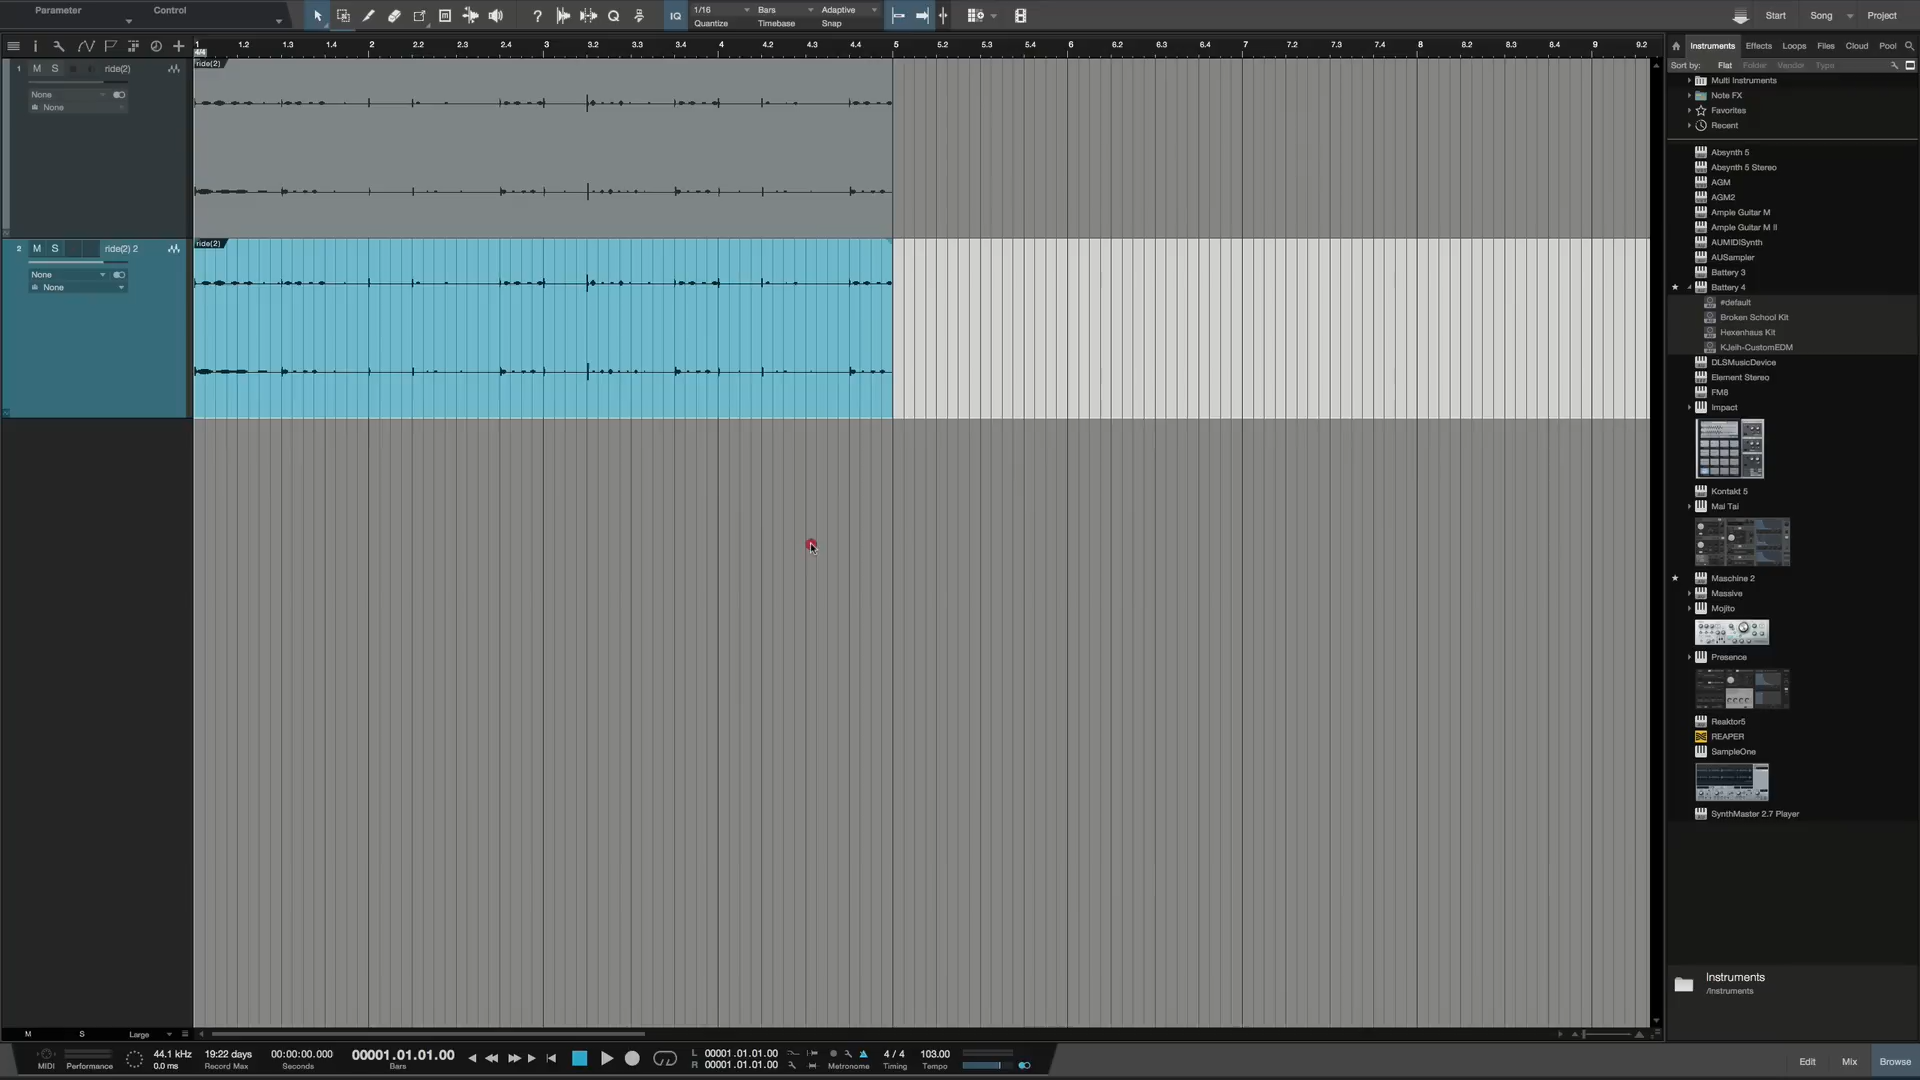 Parameter
Control
IQ
1/16
Quantize
Bars
Timebase
Adaptive
Snap
Start
Song
Project
1
1.2
1.3
1.4
2
2.2
2.3
2.4
3
3.2
3.3
3.4
4
4.2
4.3
4.4
5
5.2
5.3
5.4
6
6.2
6.3
6.4
7
7.2
7.3
7.4
8
8.2
8.3
8.4
9
9.2
4/4
1
M
S
ride(2)
None
None
ride(2)
2
M
S
ride(2) 2
None
None
ride(2)
Instruments
Effects
Loops
Files
Cloud
Pool
Sort by:
Flat
Folder
Vendor
Type
Multi Instruments
Note FX
Favorites
Recent
Absynth 5
Absynth 5 Stereo
AGM
AGM2
Ample Guitar M
Ample Guitar M II
AUMIDISynth
AUSampler
Battery 3
Battery 4
#default
Broken School Kit
Hexenhaus Kit
KJeih-CustomEDM
DLSMusicDevice
Element Stereo
FM8
Impact
Kontakt 5
Mai Tai
Maschine 2
Massive
Mojito
Presence
Reaktor5
REAPER
SampleOne
SynthMaster 2.7 Player
Instruments
/Instruments
M
S
Large
MIDI
Performance
44.1 kHz
0.0 ms
19:22 days
Record Max
00:00:00.000
Seconds
00001.01.01.00
Bars
L
00001.01.01.00
R
00001.01.01.00
Metronome
4 / 4
Timing
103.00
Tempo
Edit
Mix
Browse